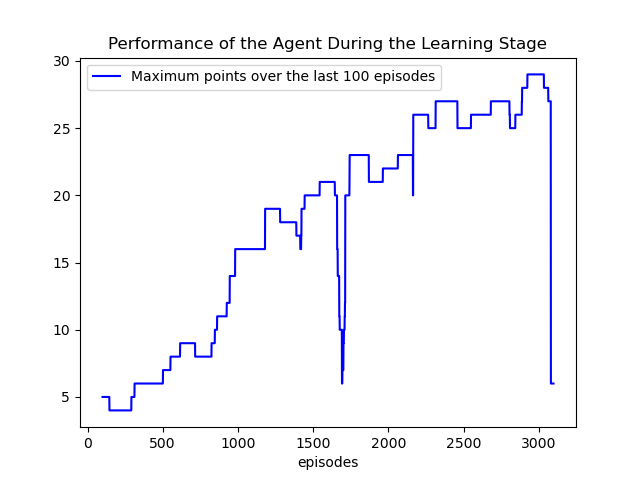 Performance of the Agent During the Learning Stage
Maximum points over the last 100 episodes
30
25
20
15
10
5
0 500 1000 1500 2000 2500 3000
episodes